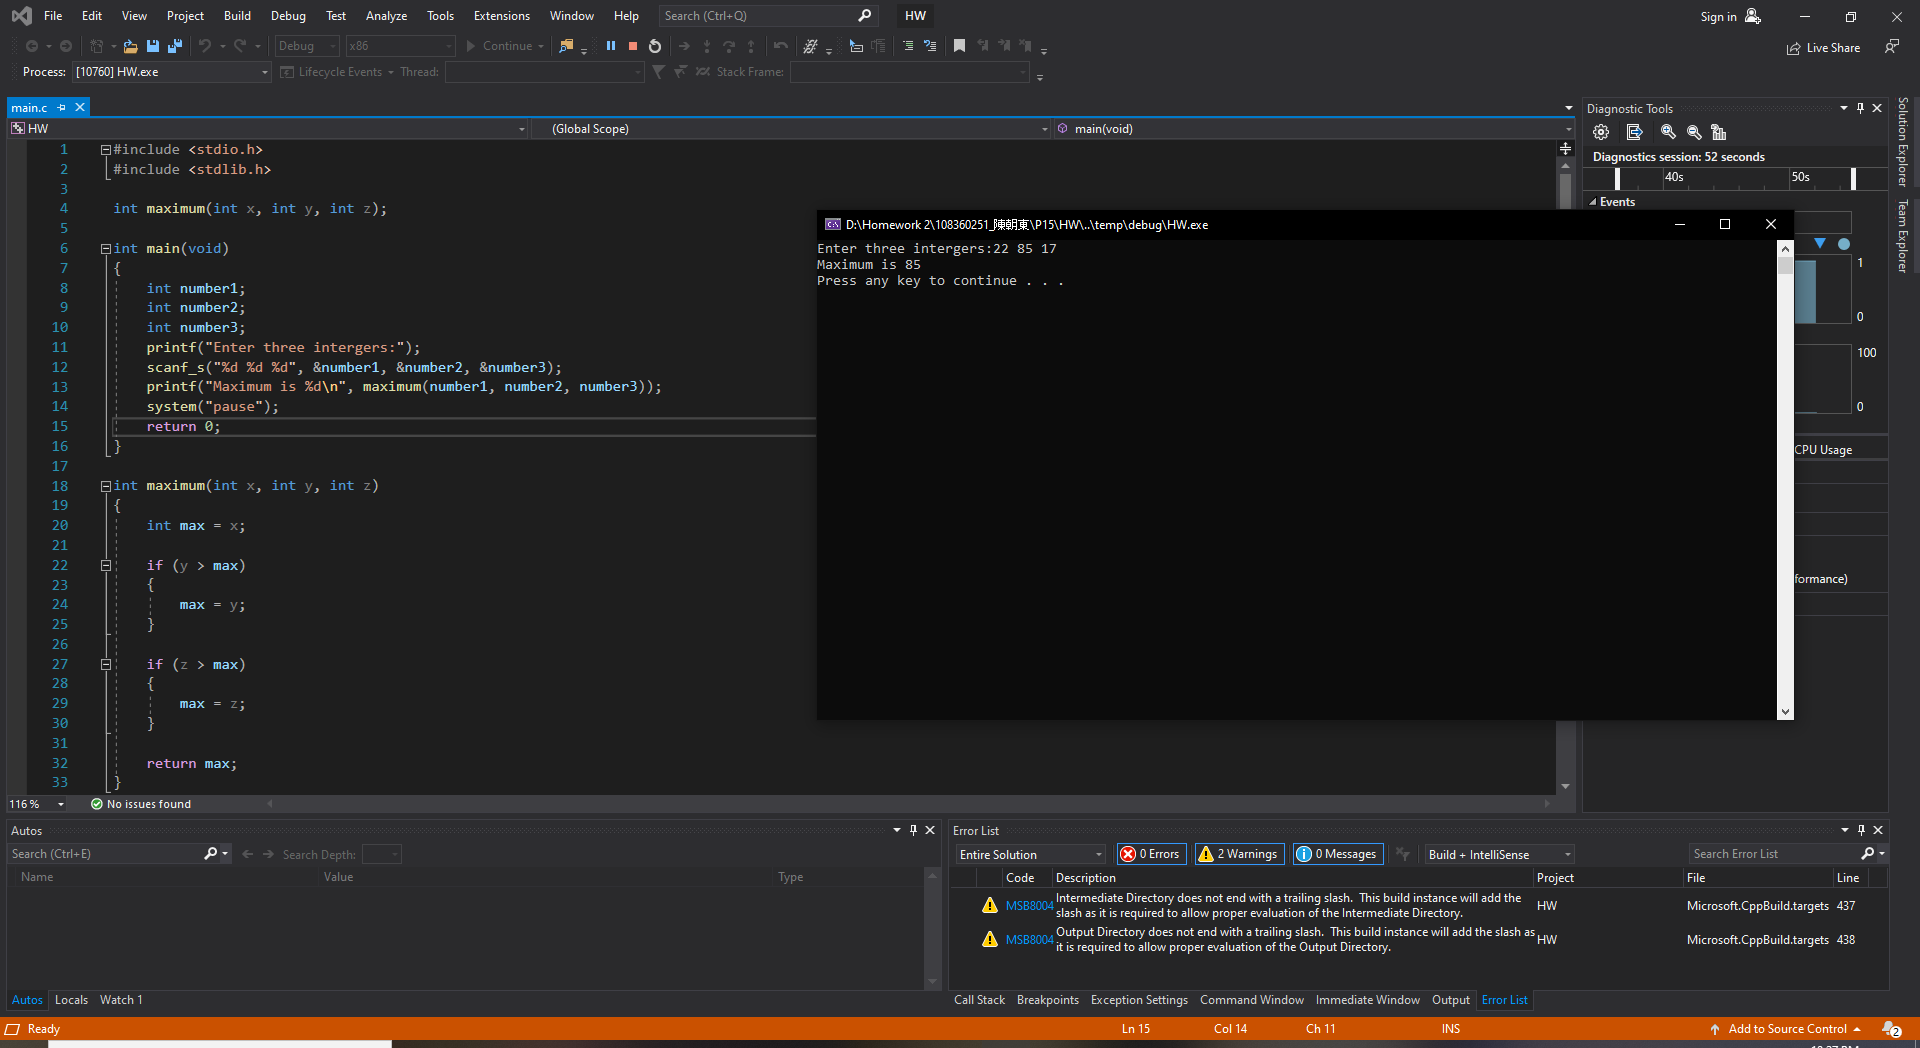 File Edit View Project Build Debug Test Analyze Tools Extensions Window Help Search (Ctrl+Q) HW Sign in
Debug x86 Continue Live Share
Process: [10760] HW.exe Lifecycle Events Thread: Stack Frame:
main.c
HW (Global Scope) main(void)
1 #include <stdio.h>
2 #include <stdlib.h>
3
4 int maximum(int x, int y, int z);
5
6 int main(void)
7 {
8 int number1;
9 int number2;
10 int number3;
11 printf("Enter three intergers:");
12 scanf_s("%d %d %d", &number1, &number2, &number3);
13 printf("Maximum is %d\n", maximum(number1, number2, number3));
14 system("pause");
15 return 0;
16 }
17
18 int maximum(int x, int y, int z)
19 {
20 int max = x;
21
22 if (y > max)
23 {
24 max = y;
25 }
26
27 if (z > max)
28 {
29 max = z;
30 }
31
32 return max;
33 }
116 % No issues found
D:\Homework 2\108360251_陳朝東\P15\HW\..\temp\debug\HW.exe
Enter three intergers:22 85 17
Maximum is 85
Press any key to continue . . .
Diagnostic Tools
Diagnostics session: 52 seconds
40s 50s
Events
1
0
100
0
CPU Usage
formance)
Solution Explorer
Team Explorer
Autos
Search (Ctrl+E) Search Depth:
Name Value Type
Autos Locals Watch 1
Error List
Entire Solution 0 Errors 2 Warnings 0 Messages Build + IntelliSense Search Error List
Code Description Project File Line
MSB8004 Intermediate Directory does not end with a trailing slash. This build instance will add the slash as it is required to allow proper evaluation of the Intermediate Directory. HW Microsoft.CppBuild.targets 437
MSB8004 Output Directory does not end with a trailing slash. This build instance will add the slash as it is required to allow proper evaluation of the Output Directory. HW Microsoft.CppBuild.targets 438
Call Stack Breakpoints Exception Settings Command Window Immediate Window Output Error List
Ready Ln 15 Col 14 Ch 11 INS Add to Source Control 2